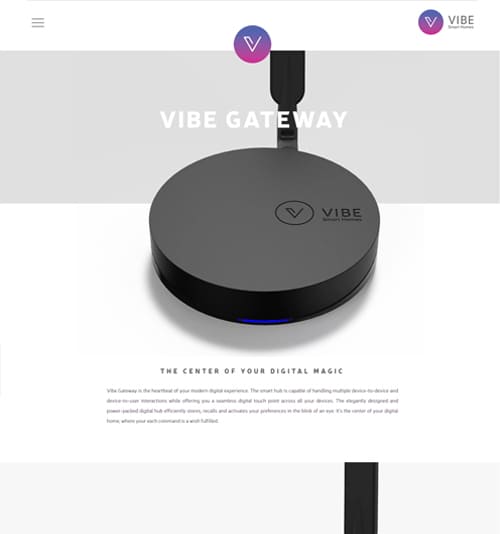 VIBE
Smart Homes
VIBE GATEWAY
VIBE
Smart Homes
THE CENTER OF YOUR DIGITAL MAGIC
Vibe Gateway is the heartbeat of your modern digital experience. The smart hub is capable of handling multiple device-to-device and
device-to-user interactions while offering you a seamless digital touch point across all your devices. The elegantly designed and
power-packed digital hub efficiently stores, recalls and activates your preferences in the blink of an eye. It's the center of your digital
home, where your each command is a wish fulfilled.